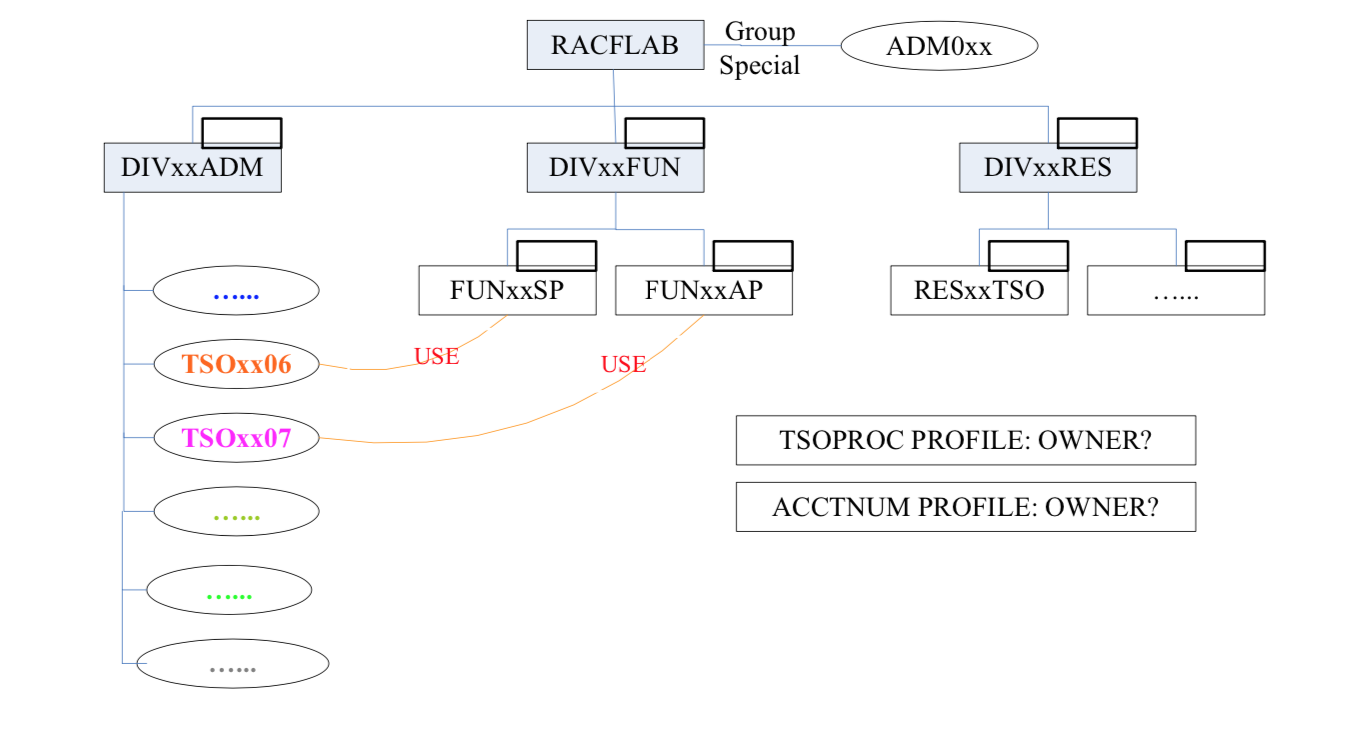 RACFLAB
Group
Special
ADM0xx
DIVxxADM
DIVxxFUN
DIVxxRES
…...
FUNxxSP
FUNxxAP
RESxxTSO
…...
TSOxx06
USE
USE
TSOxx07
TSOPROC PROFILE: OWNER?
ACCTNUM PROFILE: OWNER?
…...
…...
…...